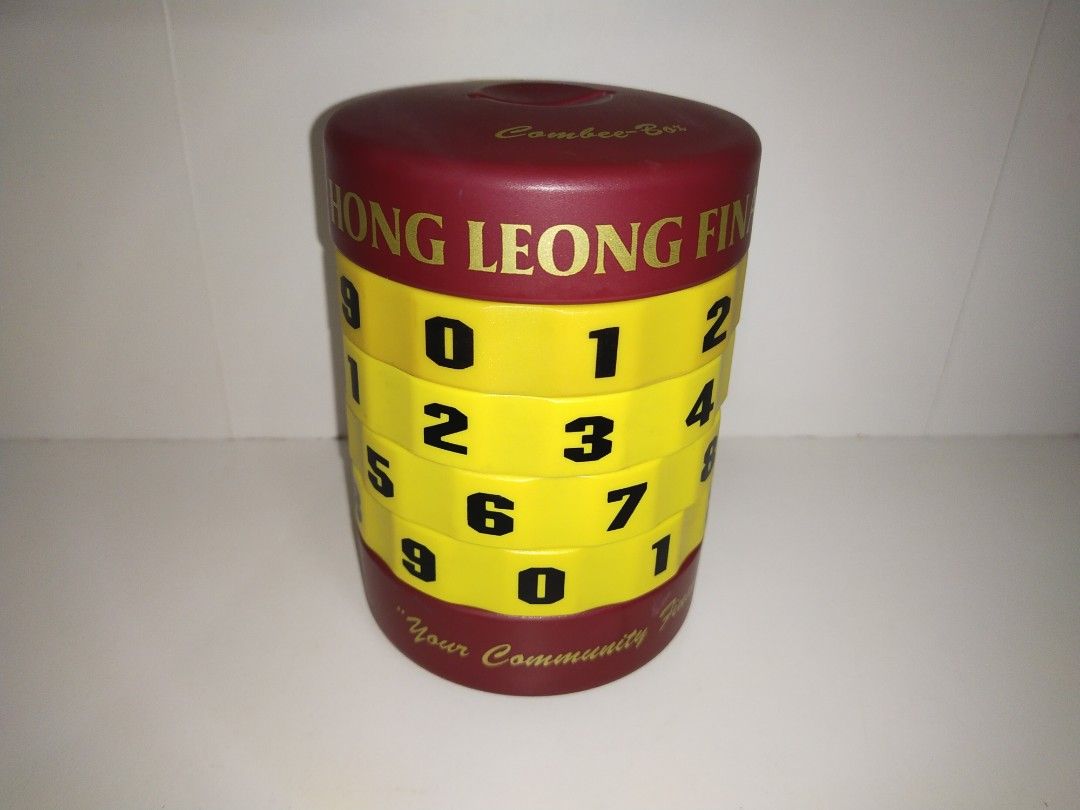 Combee-Box
HONG LEONG FIN
9 0 1 2
1 2 3 4
5 6 7 8
9 0 1
"Your Community